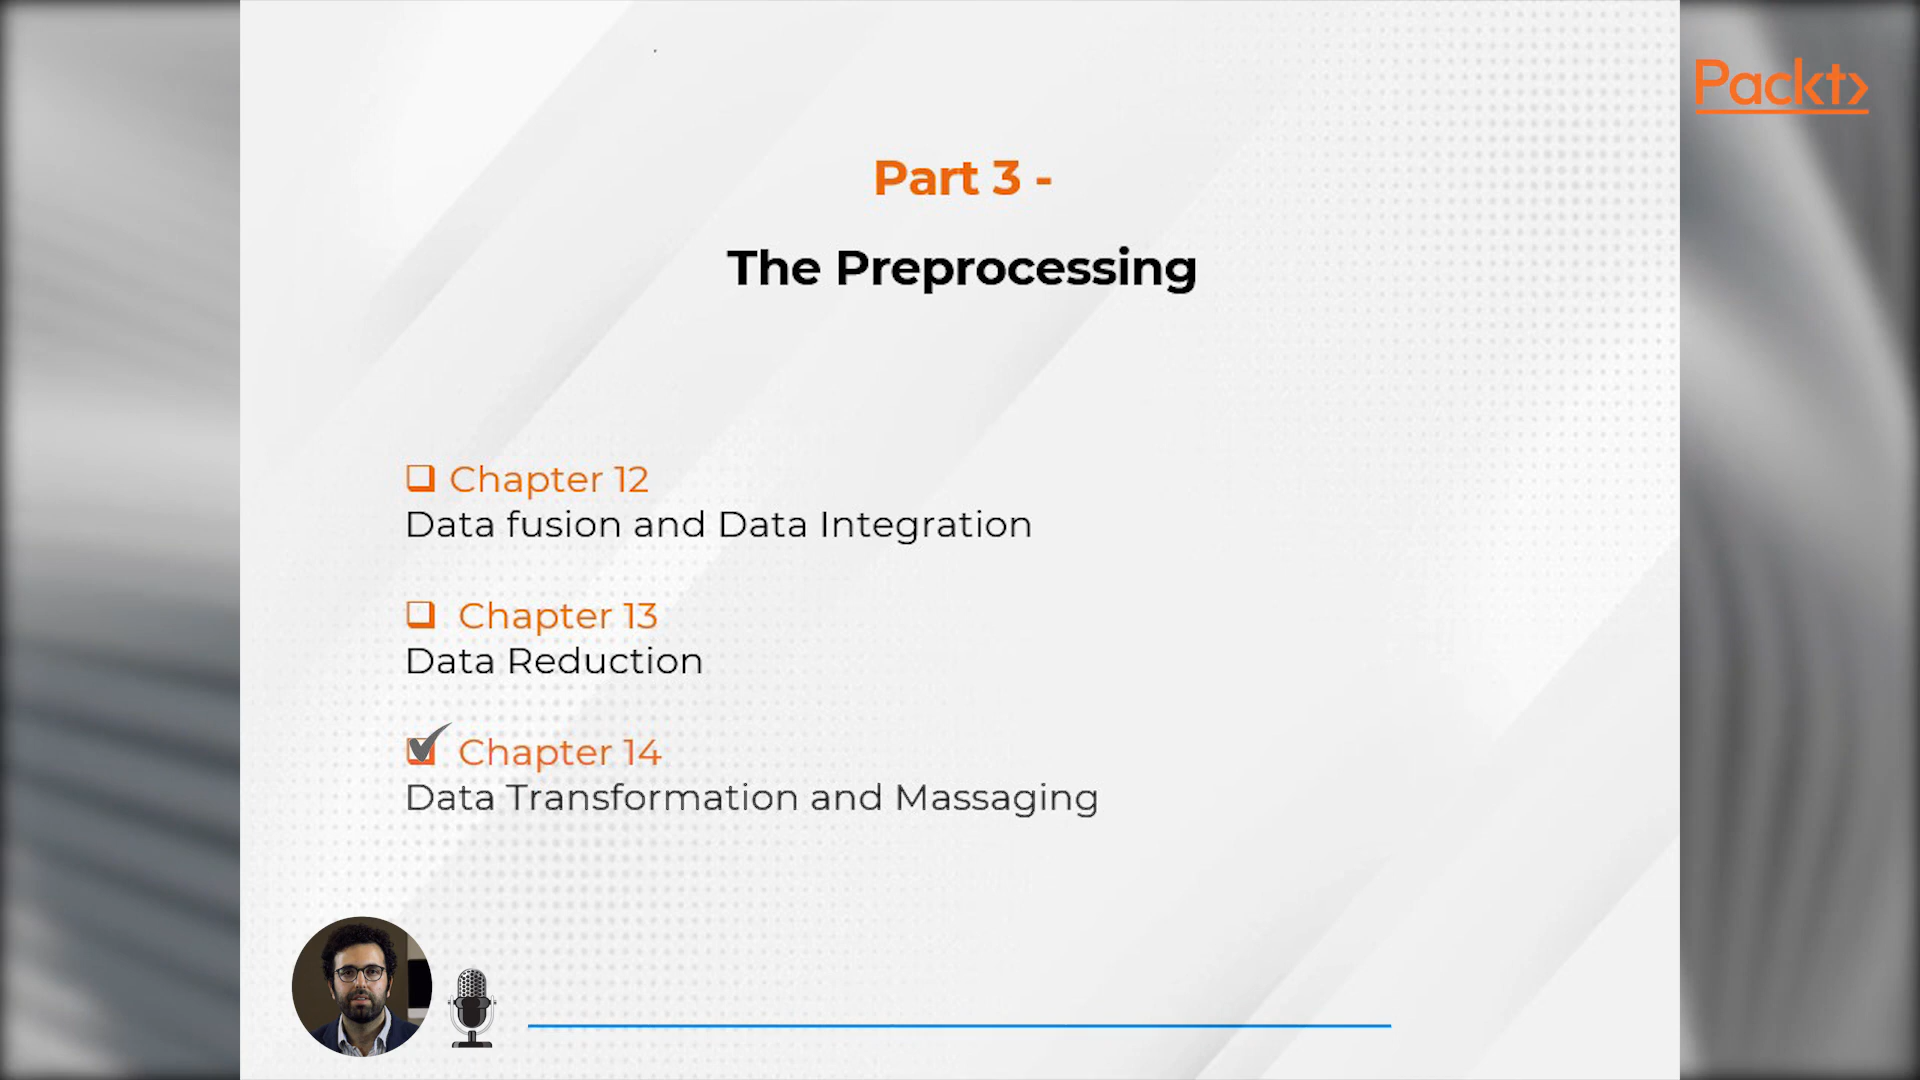 Packt>
Part 3 -
The Preprocessing
Chapter 12
Data fusion and Data Integration
Chapter 13
Data Reduction
Chapter 14
Data Transformation and Massaging